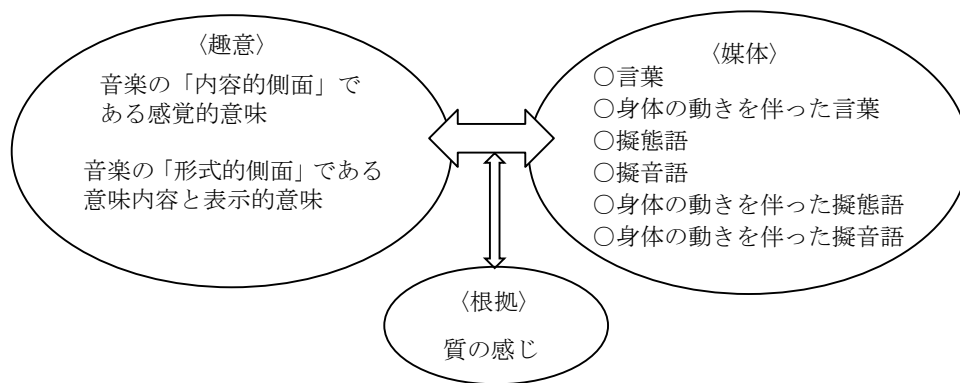 〈趣意〉
音楽の「内容的側面」で
ある感覚的意味
音楽の「形式的側面」である
意味内容と表示的意味
〈媒体〉
○言葉
○身体の動きを伴った言葉
○擬態語
○擬音語
○身体の動きを伴った擬態語
○身体の動きを伴った擬音語
〈根拠〉
質の感じ